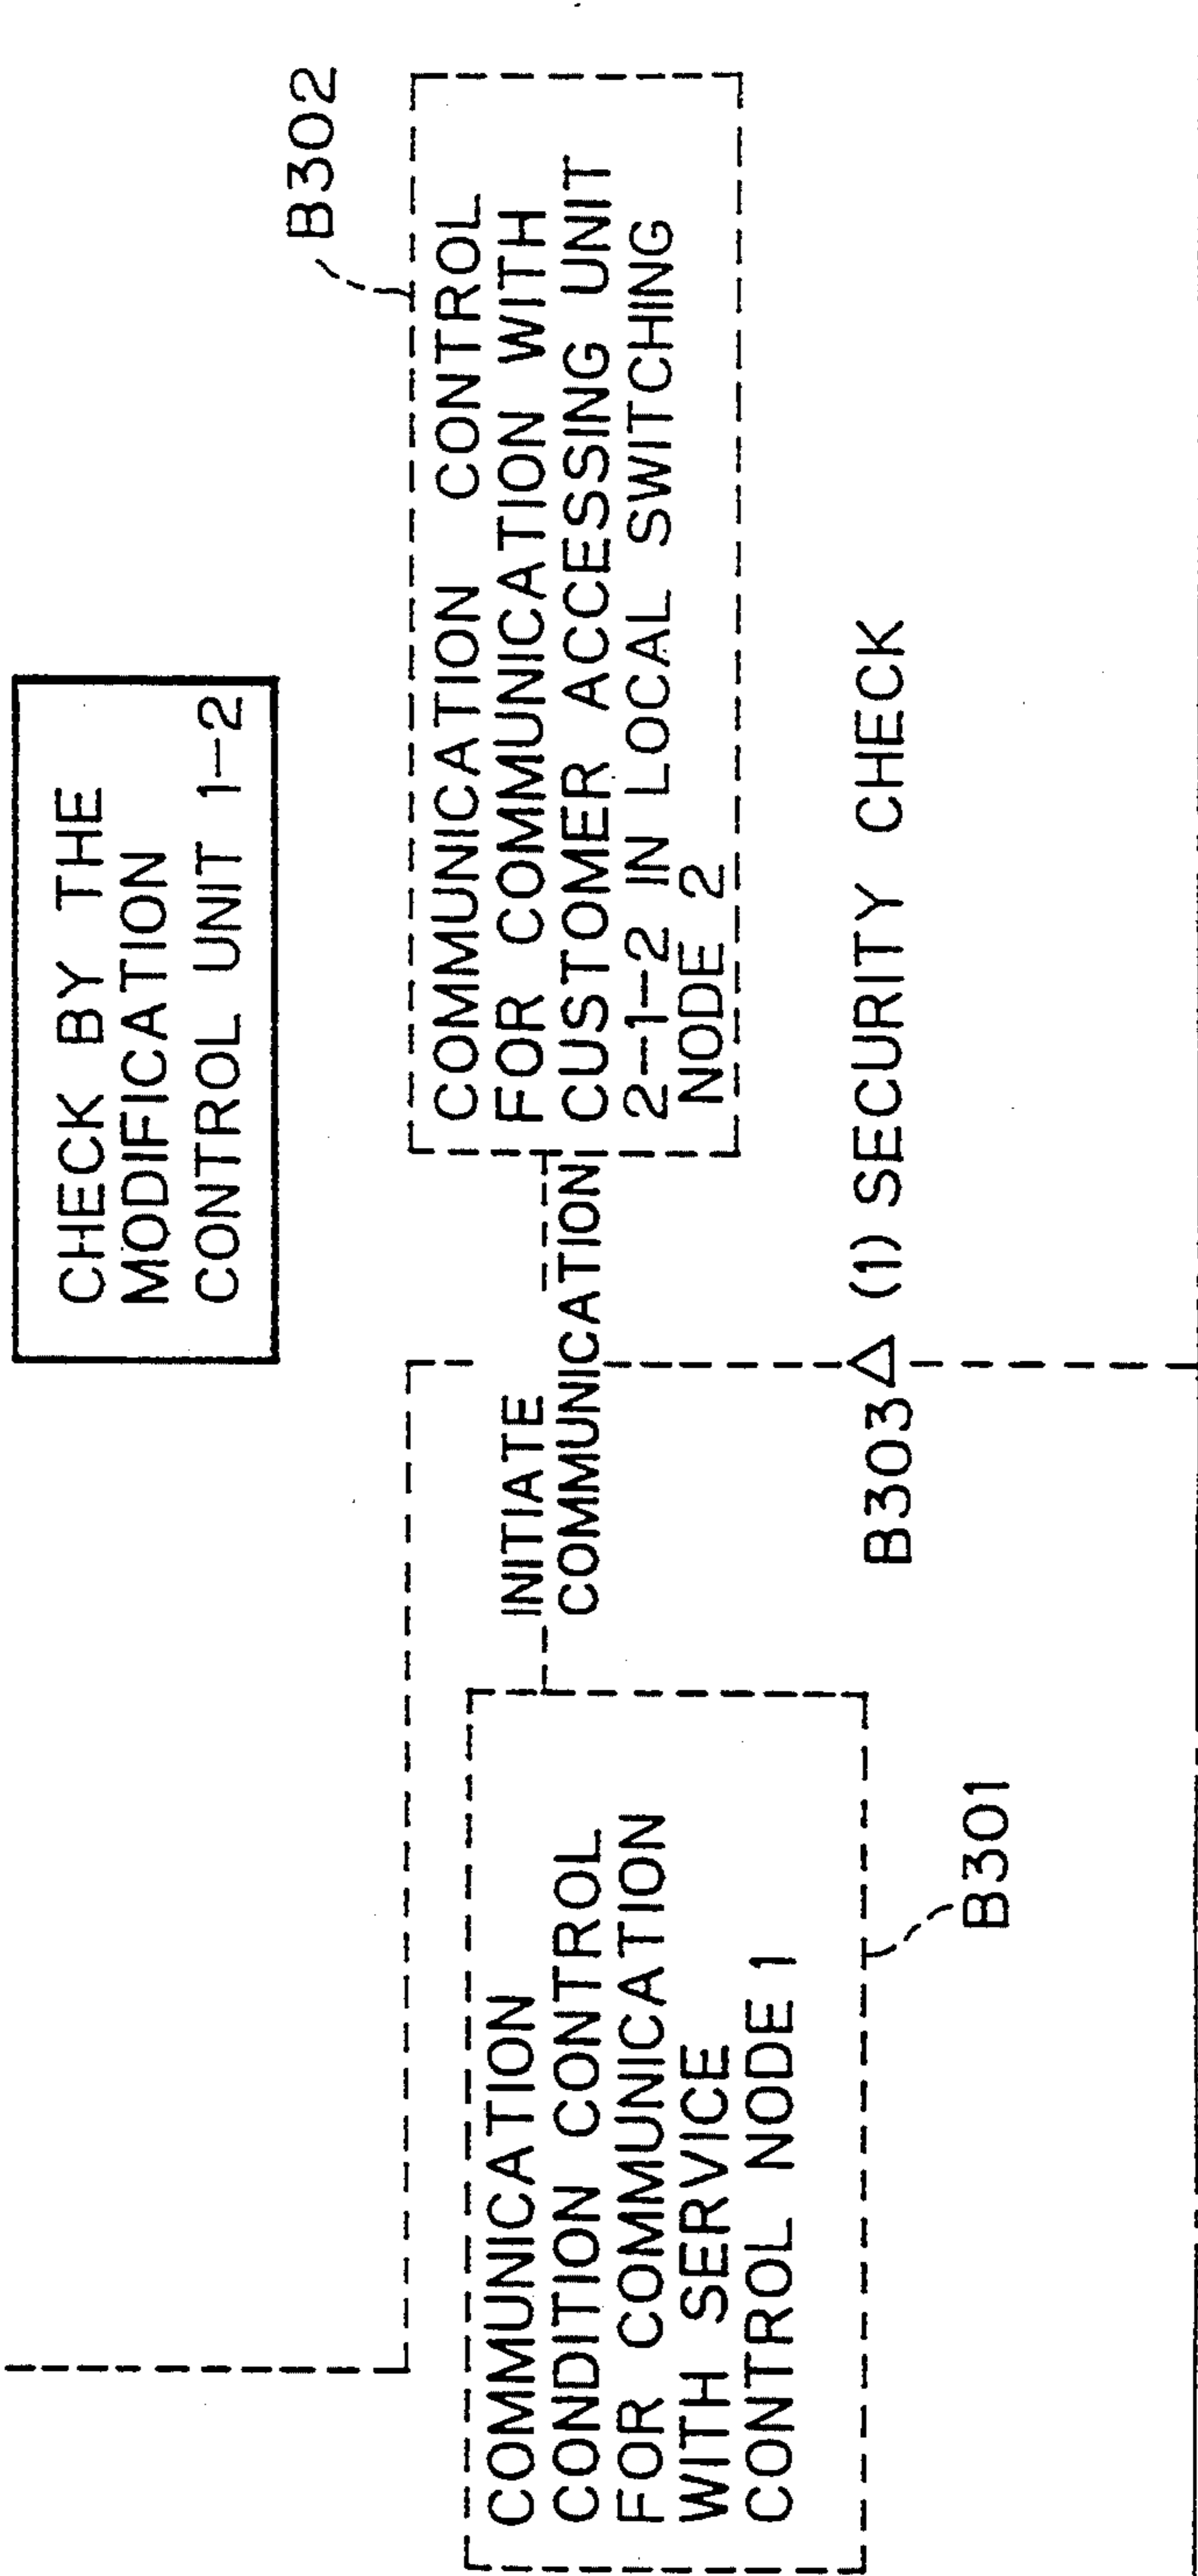 CHECK BY THE
MODIFICATION
CONTROL UNIT 1-2
B302
COMMUNICATION CONTROL
FOR COMMUNICATION WITH
CUSTOMER ACCESSING UNIT
2-1-2 IN LOCAL SWITCHING
NODE 2
INITIATE
COMMUNICATION
COMMUNICATION
CONDITION CONTROL
FOR COMMUNICATION
WITH SERVICE
CONTROL NODE 1
B301
B303 △ (1) SECURITY CHECK